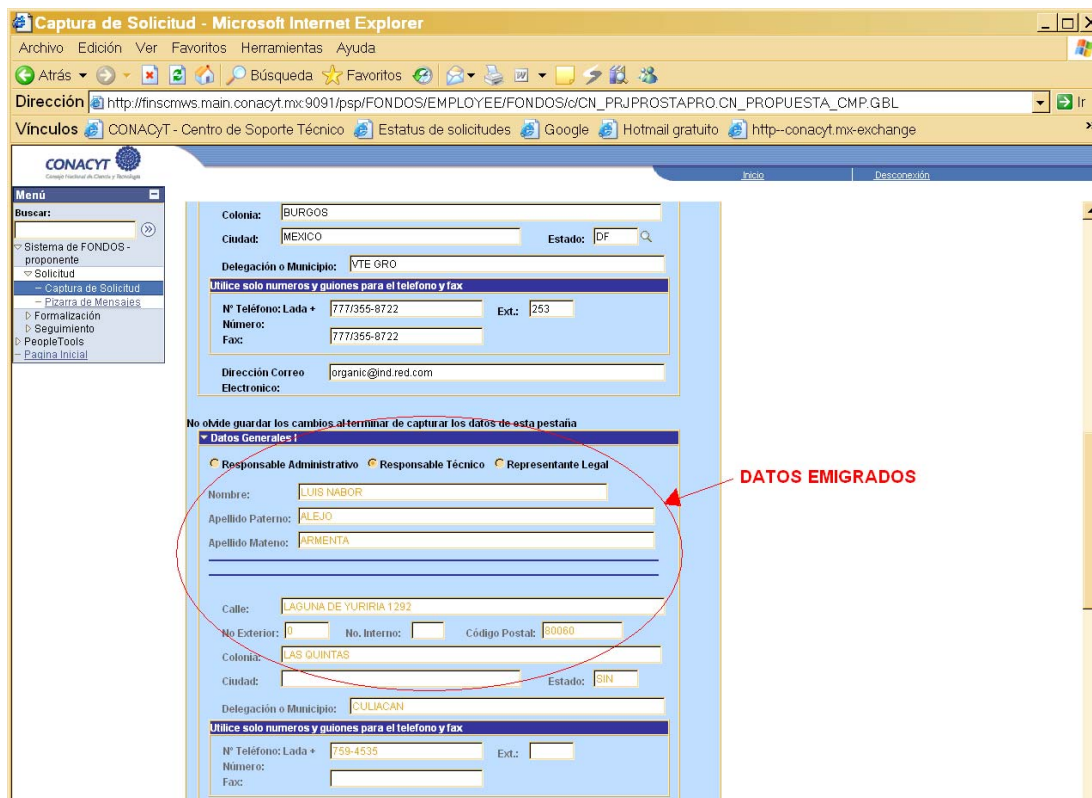 Captura de Solicitud - Microsoft Internet Explorer
Archivo Edición Ver Favoritos Herramientas Ayuda
Atrás Búsqueda Favoritos
Dirección http://finscmws.main.conacyt.mx:9091/psp/FONDOS/EMPLOYEE/FONDOS/c/CN_PRJPROSTAPRO.CN_PROPUESTA_CMP.GBL Ir
Vínculos CONACyT - Centro de Soporte Técnico Estatus de solicitudes Google Hotmail gratuito http--conacyt.mx-exchange
CONACYT
Consejo Nacional de Ciencia y Tecnología
Inicio Desconexión
Menú
Buscar:
Sistema de FONDOS -
proponente
Solicitud
- Captura de Solicitud
- Pizarra de Mensajes
Formalización
Seguimiento
PeopleTools
- Pagina Inicial
Colonia: BURGOS
Ciudad: MEXICO Estado: DF
Delegación o Municipio: VTE GRO
Utilice solo numeros y guiones para el telefono y fax
Nº Teléfono: Lada + 777/355-8722 Ext.: 253
Número:
Fax: 777/355-8722
Dirección Correo organic@ind.red.com
Electronico:
No olvide guardar los cambios al terminar de capturar los datos de esta pestaña
Datos Generales I
Responsable Administrativo Responsable Técnico Representante Legal
Nombre: LUIS NABOR
Apellido Paterno: ALEJO
Apellido Mateno: ARMENTA
DATOS EMIGRADOS
Calle: LAGUNA DE YURIRIA 1292
No Exterior: 0 No. Interno: Código Postal: 80060
Colonia: LAS QUINTAS
Ciudad: Estado: SIN
Delegación o Municipio: CULIACAN
Utilice solo numeros y guiones para el telefono y fax
Nº Teléfono: Lada + 759-4535 Ext.:
Número:
Fax: